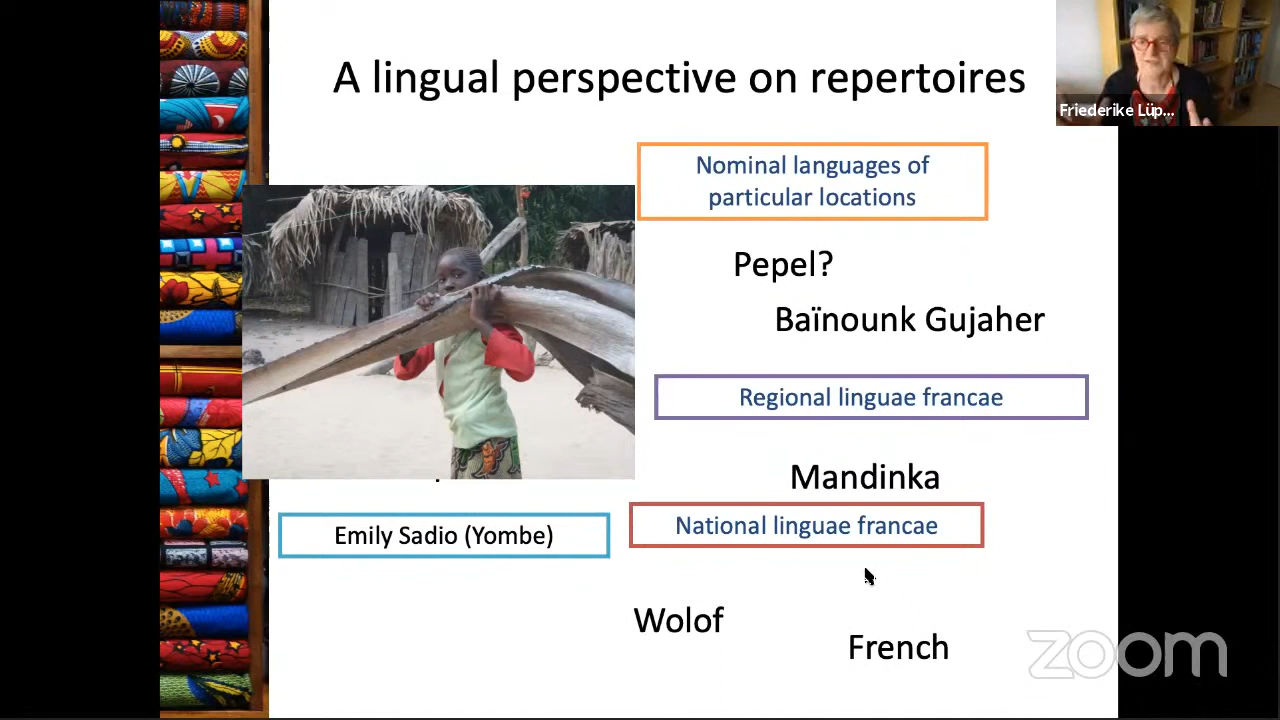 A lingual perspective on repertoires
Friederike Lüp...
Nominal languages of
particular locations
Pepel?
Baïnounk Gujaher
Regional linguae francae
Mandinka
Emily Sadio (Yombe)
National linguae francae
Wolof
French
zoom